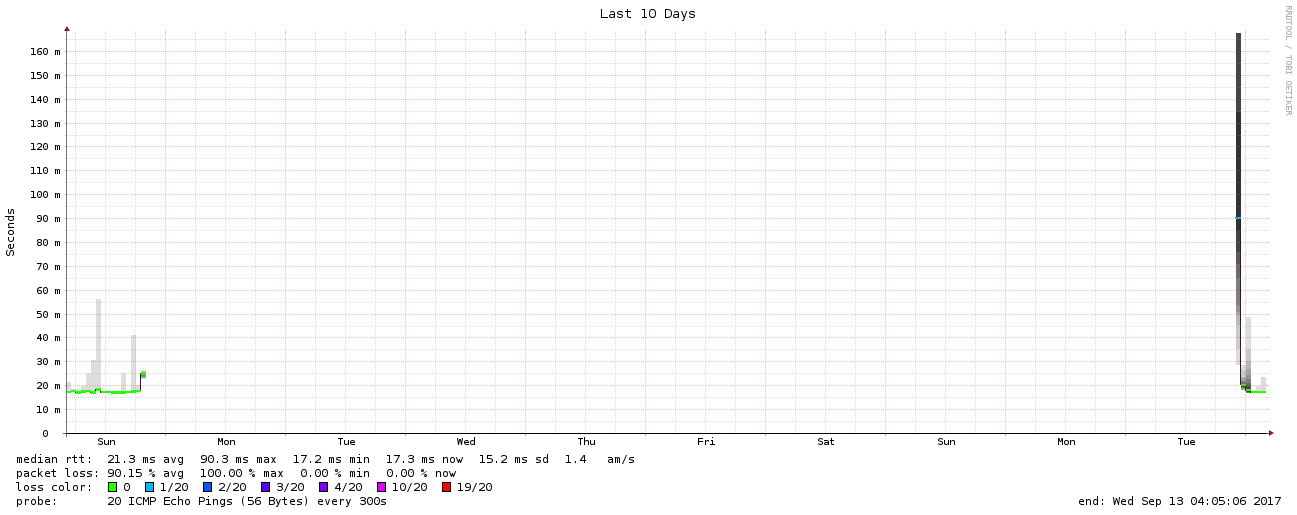 Last 10 Days
RRDTOOL / TOBI OETIKER
Seconds
160 m
150 m
140 m
130 m
120 m
110 m
100 m
90 m
80 m
70 m
60 m
50 m
40 m
30 m
20 m
10 m
0
Sun Mon Tue Wed Thu Fri Sat Sun Mon Tue
median rtt: 21.3 ms avg 90.3 ms max 17.2 ms min 17.3 ms now 15.2 ms sd 1.4 am/s
packet loss: 90.15 % avg 100.00 % max 0.00 % min 0.00 % now
loss color: 0 1/20 2/20 3/20 4/20 10/20 19/20
probe: 20 ICMP Echo Pings (56 Bytes) every 300s end: Wed Sep 13 04:05:06 2017